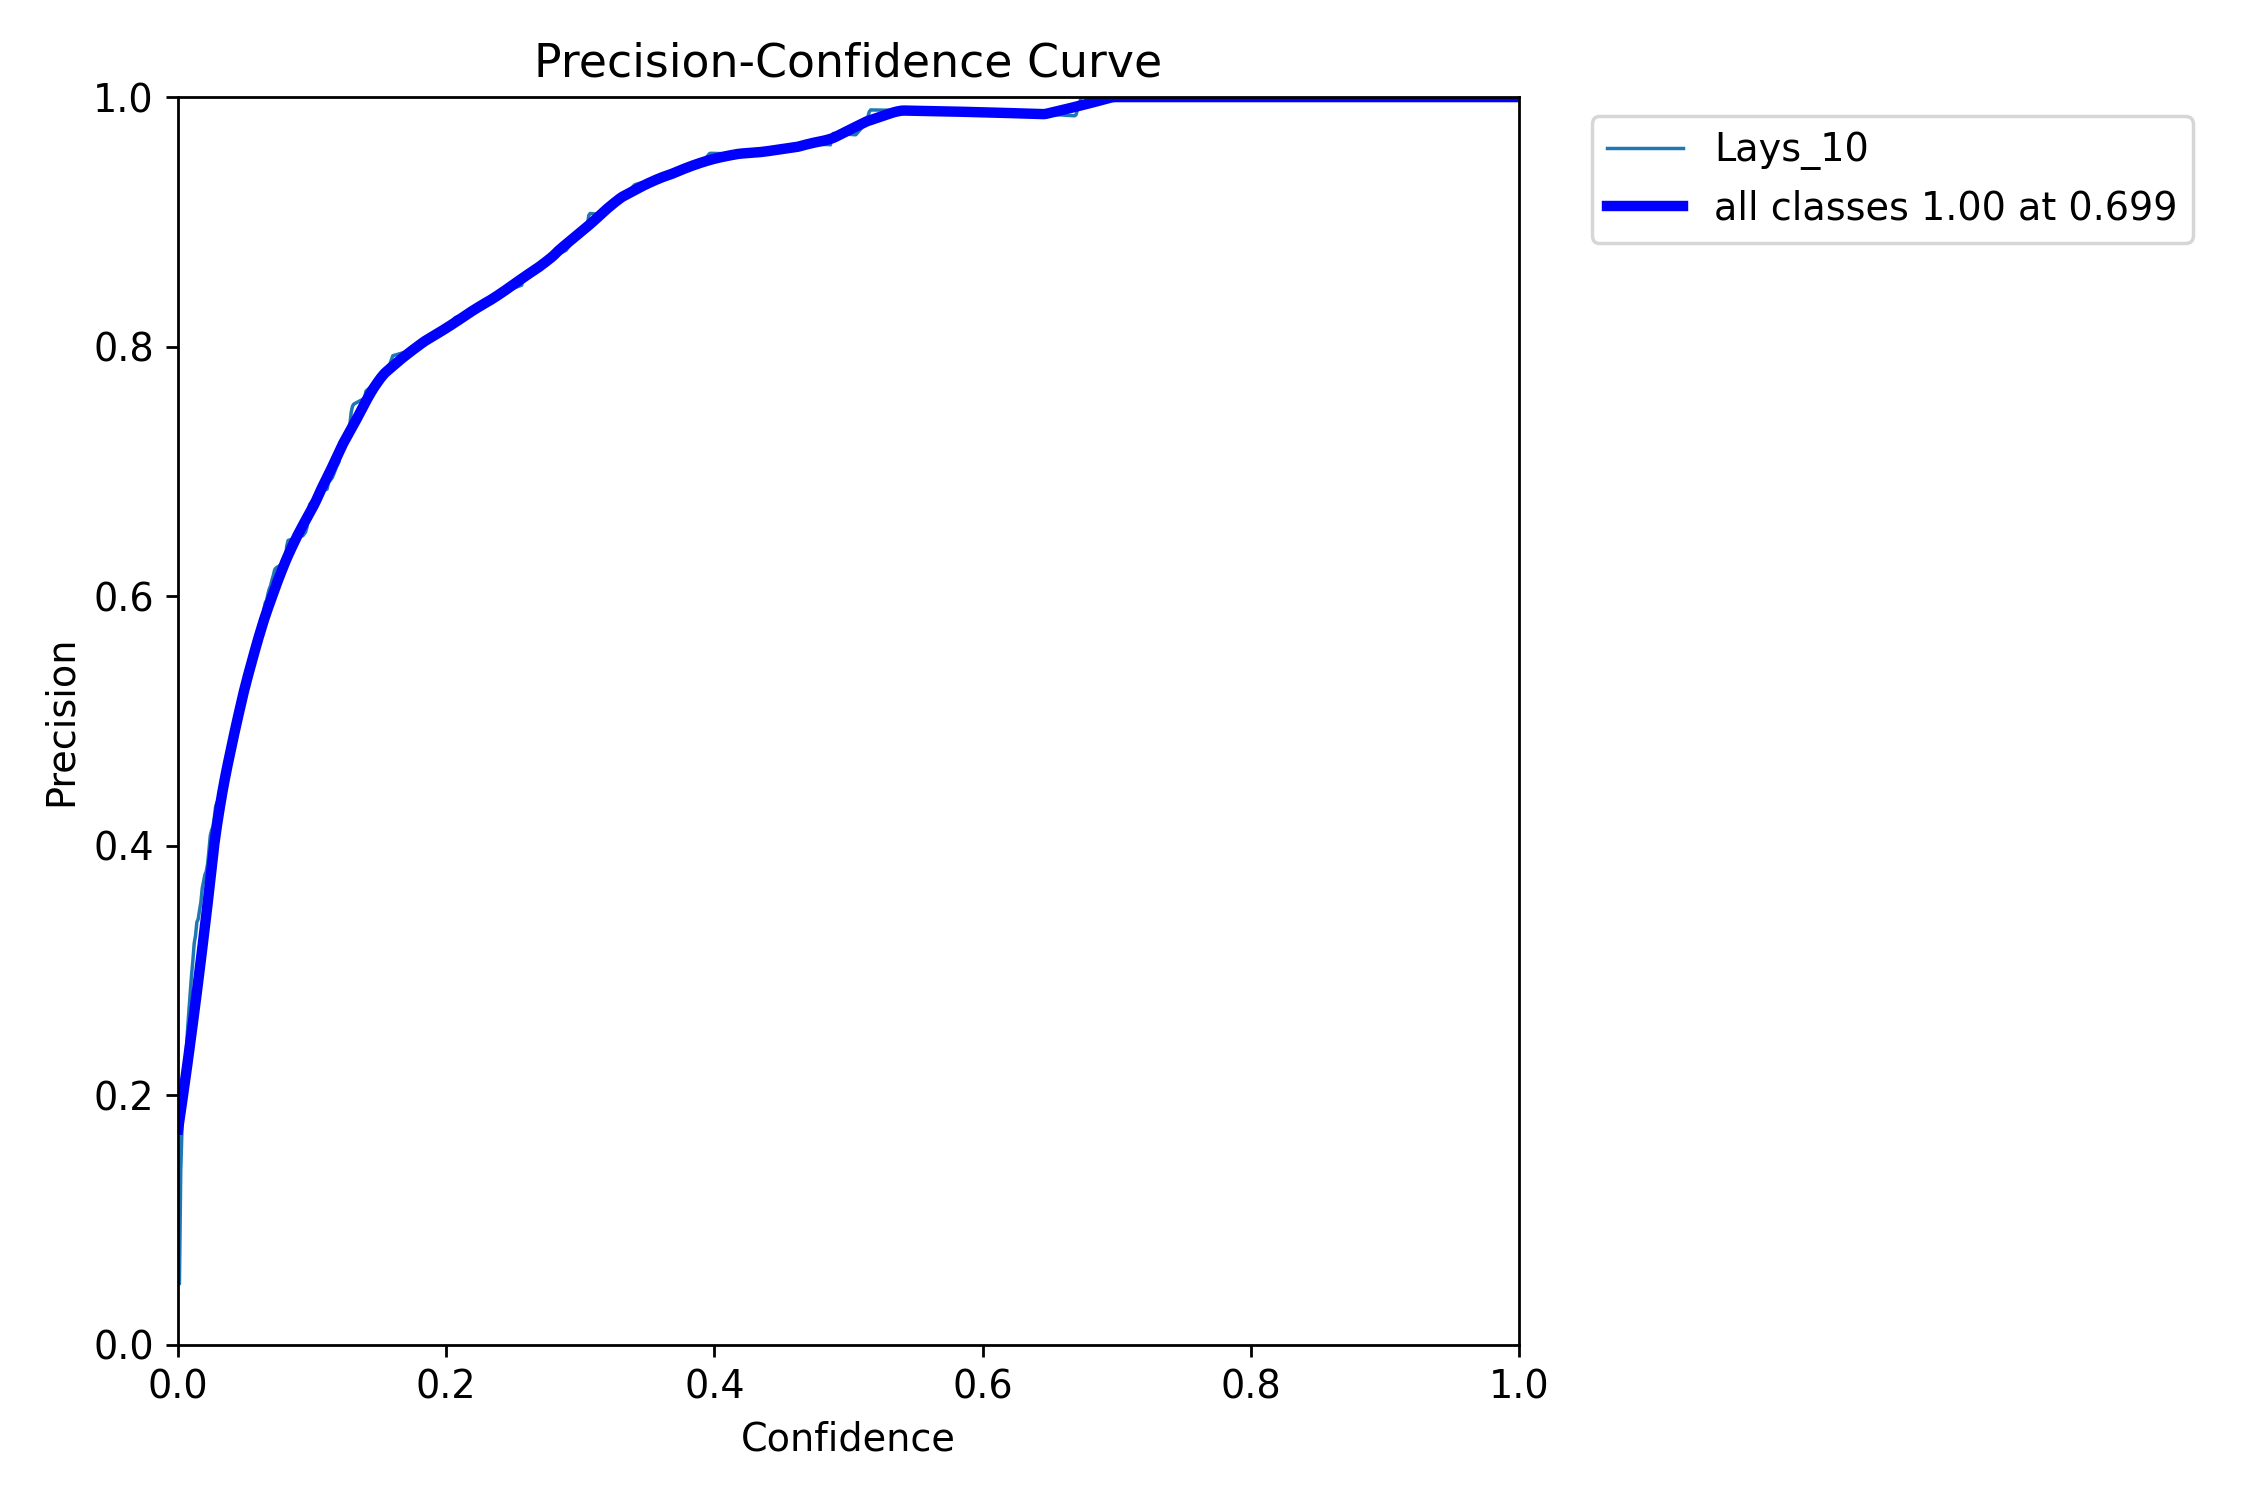 Precision-Confidence Curve
Lays_10
all classes 1.00 at 0.699
1.0
0.8
0.6
0.4
0.2
0.0
Precision
0.0 0.2 0.4 0.6 0.8 1.0
Confidence